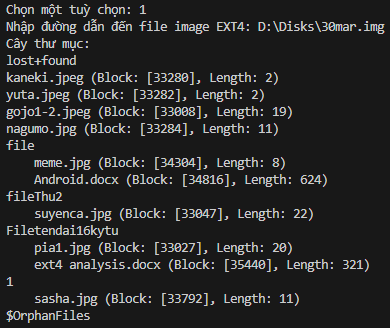 Chọn một tuỳ chọn: 1
Nhập đường dẫn đến file image EXT4: D:\Disks\30mar.img
Cây thư mục:
lost+found
kaneki.jpeg (Block: [33280], Length: 2)
yuta.jpeg (Block: [33282], Length: 2)
gojo1-2.jpeg (Block: [33008], Length: 19)
nagumo.jpg (Block: [33284], Length: 11)
file
    meme.jpg (Block: [34304], Length: 8)
    Android.docx (Block: [34816], Length: 624)
fileThu2
    suyenca.jpg (Block: [33047], Length: 22)
Filetendai16kytu
    pia1.jpg (Block: [33027], Length: 20)
    ext4 analysis.docx (Block: [35440], Length: 321)
1
    sasha.jpg (Block: [33792], Length: 11)
$OrphanFiles